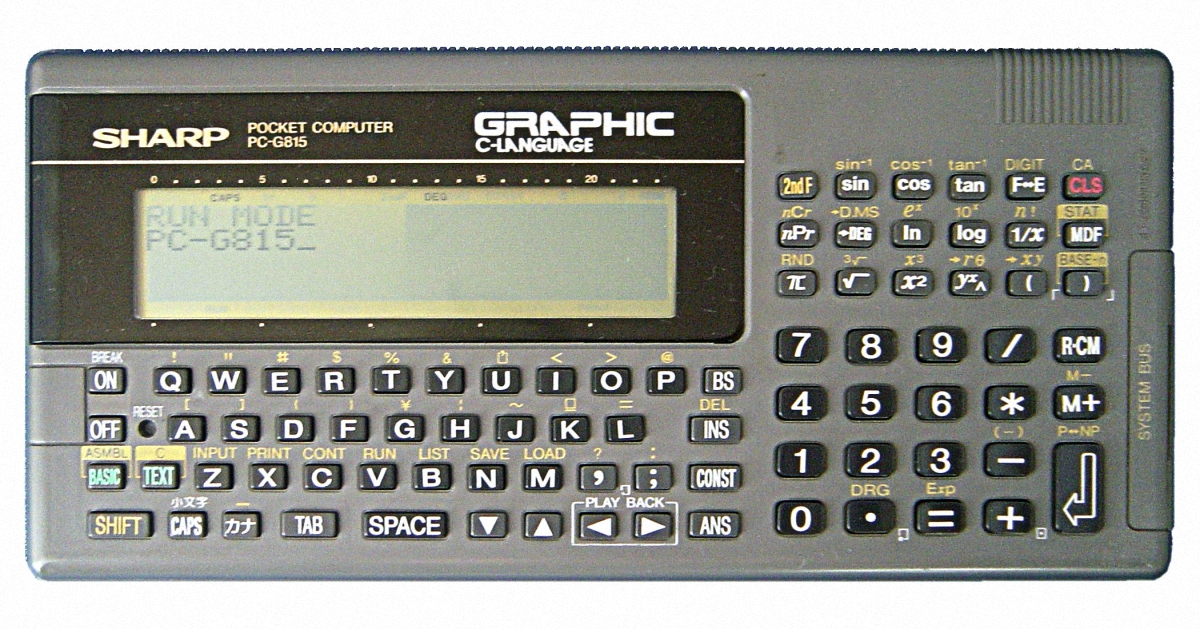 SHARP POCKET COMPUTER PC-G815 GRAPHIC C-LANGUAGE
0 5 10 15 20
CAPS DEG
RUN MODE
PC-G815_
sin⁻¹ cos⁻¹ tan⁻¹ DIGIT CA
2ndF sin cos tan F↔E CLS
nCr →D.MS eˣ 10ˣ n! STAT
nPr →DEG ln log 1/x MDF
RND ³√ x³ →rθ →xy BASE-n
π √ x² yˣ^ ( )
7 8 9 / R·CM
M−
4 5 6 * M+
(−) P↔NP
1 2 3 −
DRG Exp
0 • = +
SYSTEM BUS
BREAK ! " # $ % & < > @
ON Q W E R T Y U I O P BS
RESET [ ] ( ) ¥ ~ = DEL
OFF A S D F G H J K L INS
ASMBL C INPUT PRINT CONT RUN LIST SAVE LOAD ? :
BASIC TEXT Z X C V B N M , ; CONST
小文字 ー PLAY BACK
SHIFT CAPS カナ TAB SPACE ▼ ▲ ◀ ▶ ANS